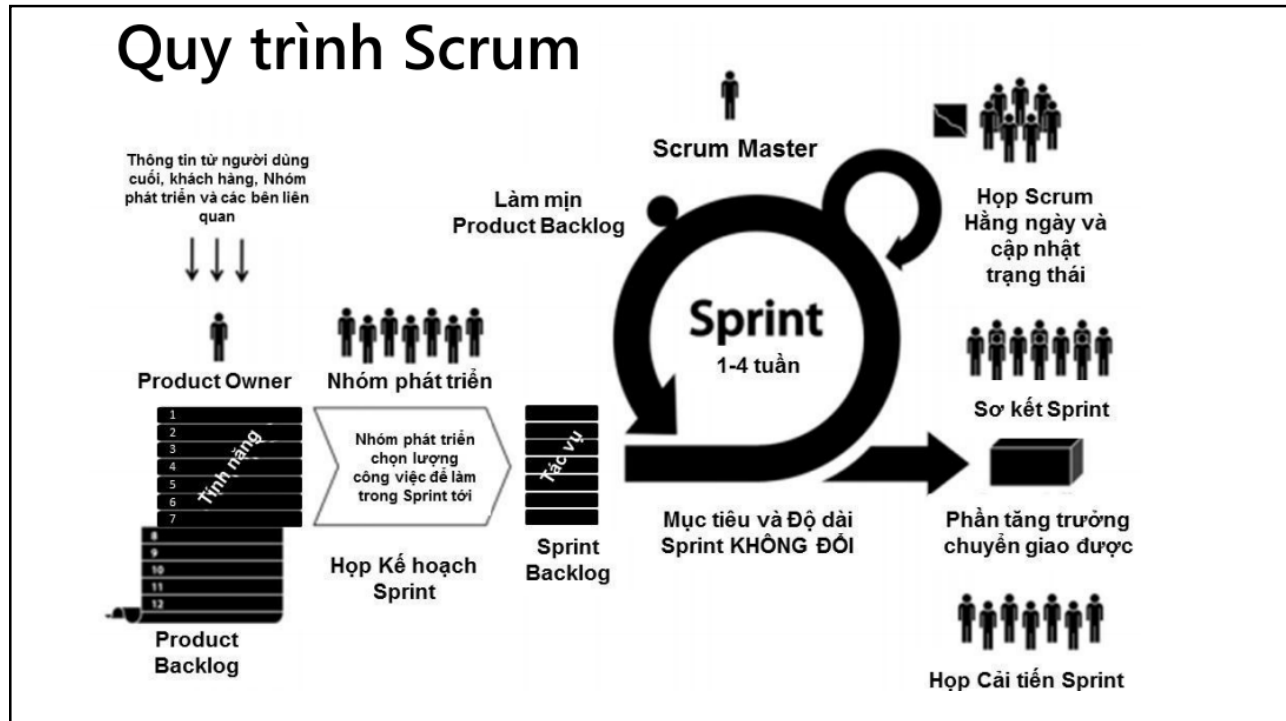 Quy trình Scrum
Thông tin từ người dùng
cuối, khách hàng, Nhóm
phát triển và các bên liên
quan
Product Owner
Nhóm phát triển
1
2
3
4
5
6
7
8
9
10
11
12
Tính năng
Product
Backlog
Nhóm phát triển
chọn lượng
công việc để làm
trong Sprint tới
Họp Kế hoạch
Sprint
Tác vụ
Sprint
Backlog
Làm mịn
Product Backlog
Scrum Master
Sprint
1-4 tuần
Mục tiêu và Độ dài
Sprint KHÔNG ĐỔI
Họp Scrum
Hằng ngày và
cập nhật
trạng thái
Sơ kết Sprint
Phần tăng trưởng
chuyển giao được
Họp Cải tiến Sprint